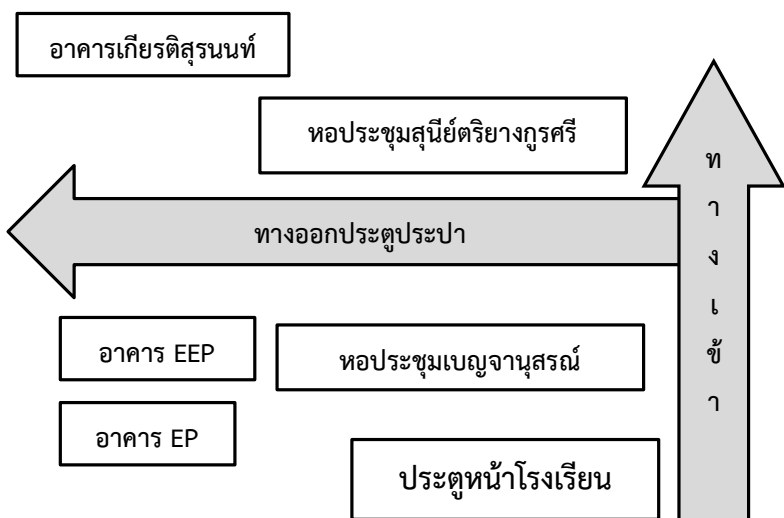 อาคารเกียรติสุรนนท์
หอประชุมสุนีย์ตริยางกูรศรี
ทางเข้า
ทางออกประตูประปา
อาคาร EEP
หอประชุมเบญจานุสรณ์
อาคาร EP
ประตูหน้าโรงเรียน